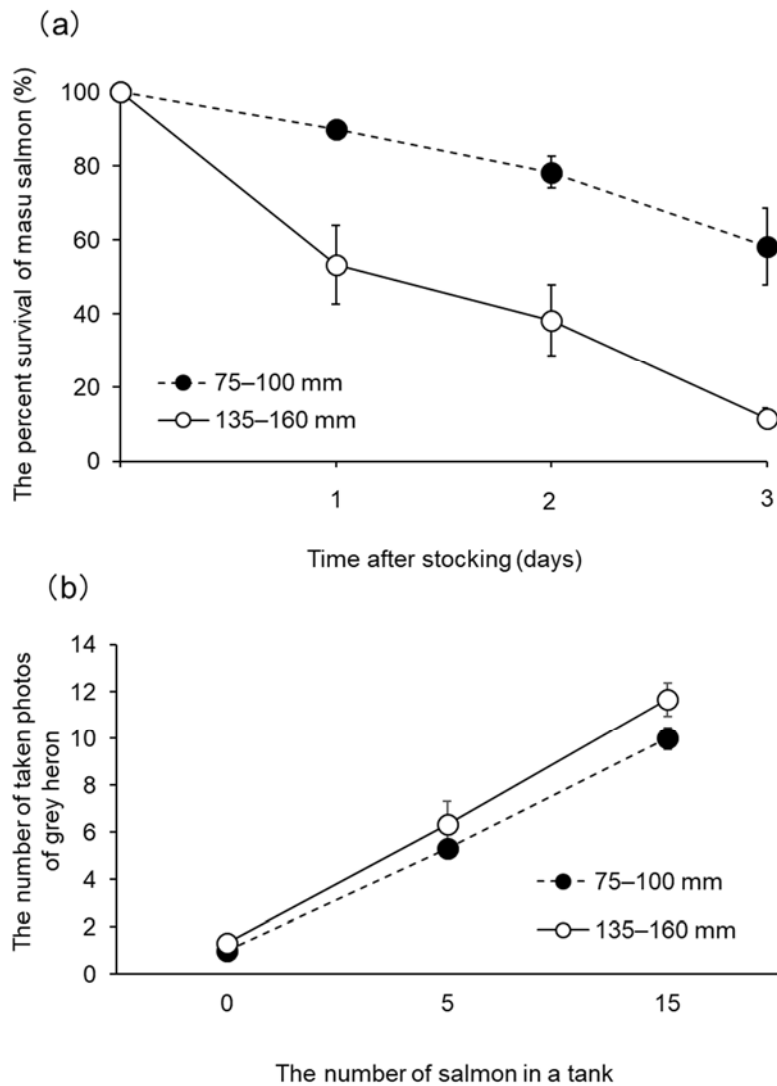 (a)
The percent survival of masu salmon (%)
100
80
60
40
20
0
75–100 mm
135–160 mm
1
2
3
Time after stocking (days)
(b)
The number of taken photos
of grey heron
14
12
10
8
6
4
2
0
75–100 mm
135–160 mm
0
5
15
The number of salmon in a tank